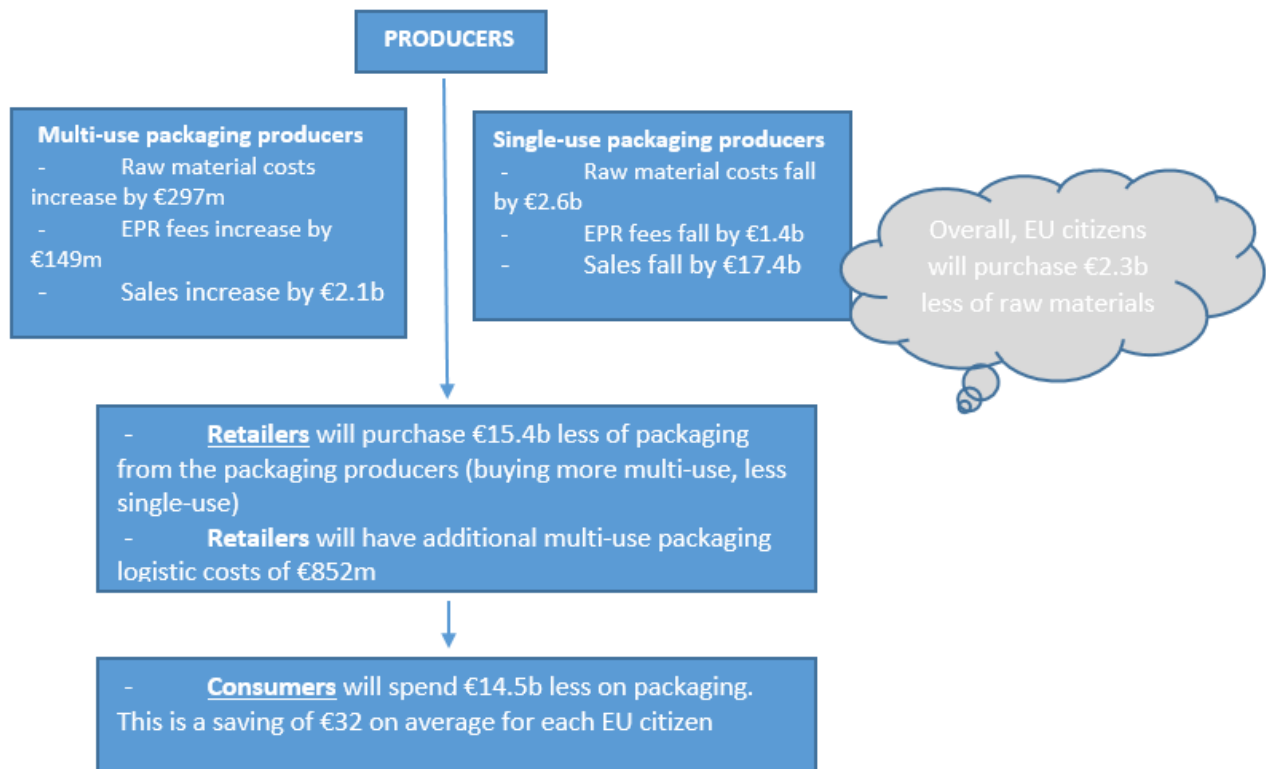 PRODUCERS
Multi-use packaging producers
- Raw material costs
increase by €297m
- EPR fees increase by
€149m
- Sales increase by €2.1b
Single-use packaging producers
- Raw material costs fall
by €2.6b
- EPR fees fall by €1.4b
- Sales fall by €17.4b
Overall, EU citizens
will purchase €2.3b
less of raw materials
- Retailers will purchase €15.4b less of packaging
from the packaging producers (buying more multi-use, less
single-use)
- Retailers will have additional multi-use packaging
logistic costs of €852m
- Consumers will spend €14.5b less on packaging.
This is a saving of €32 on average for each EU citizen